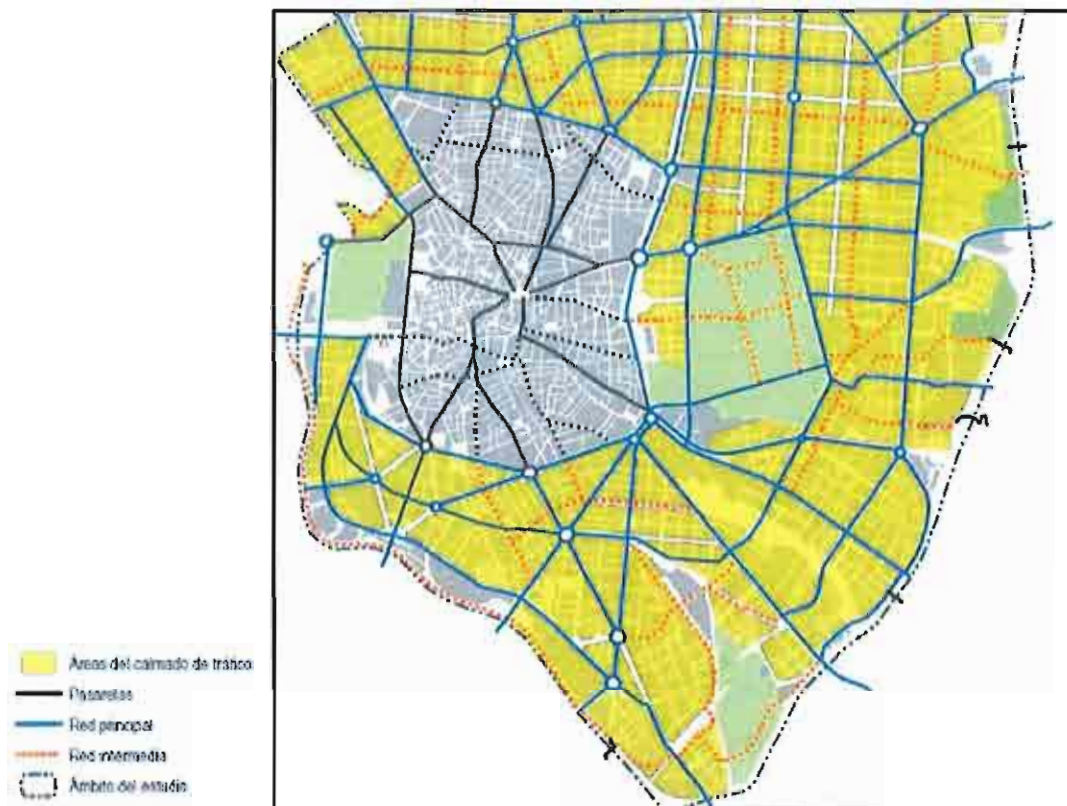 Áreas del calmado de tráfico
Pasarelas
Red principal
Red intermedia
Ámbito del estudio